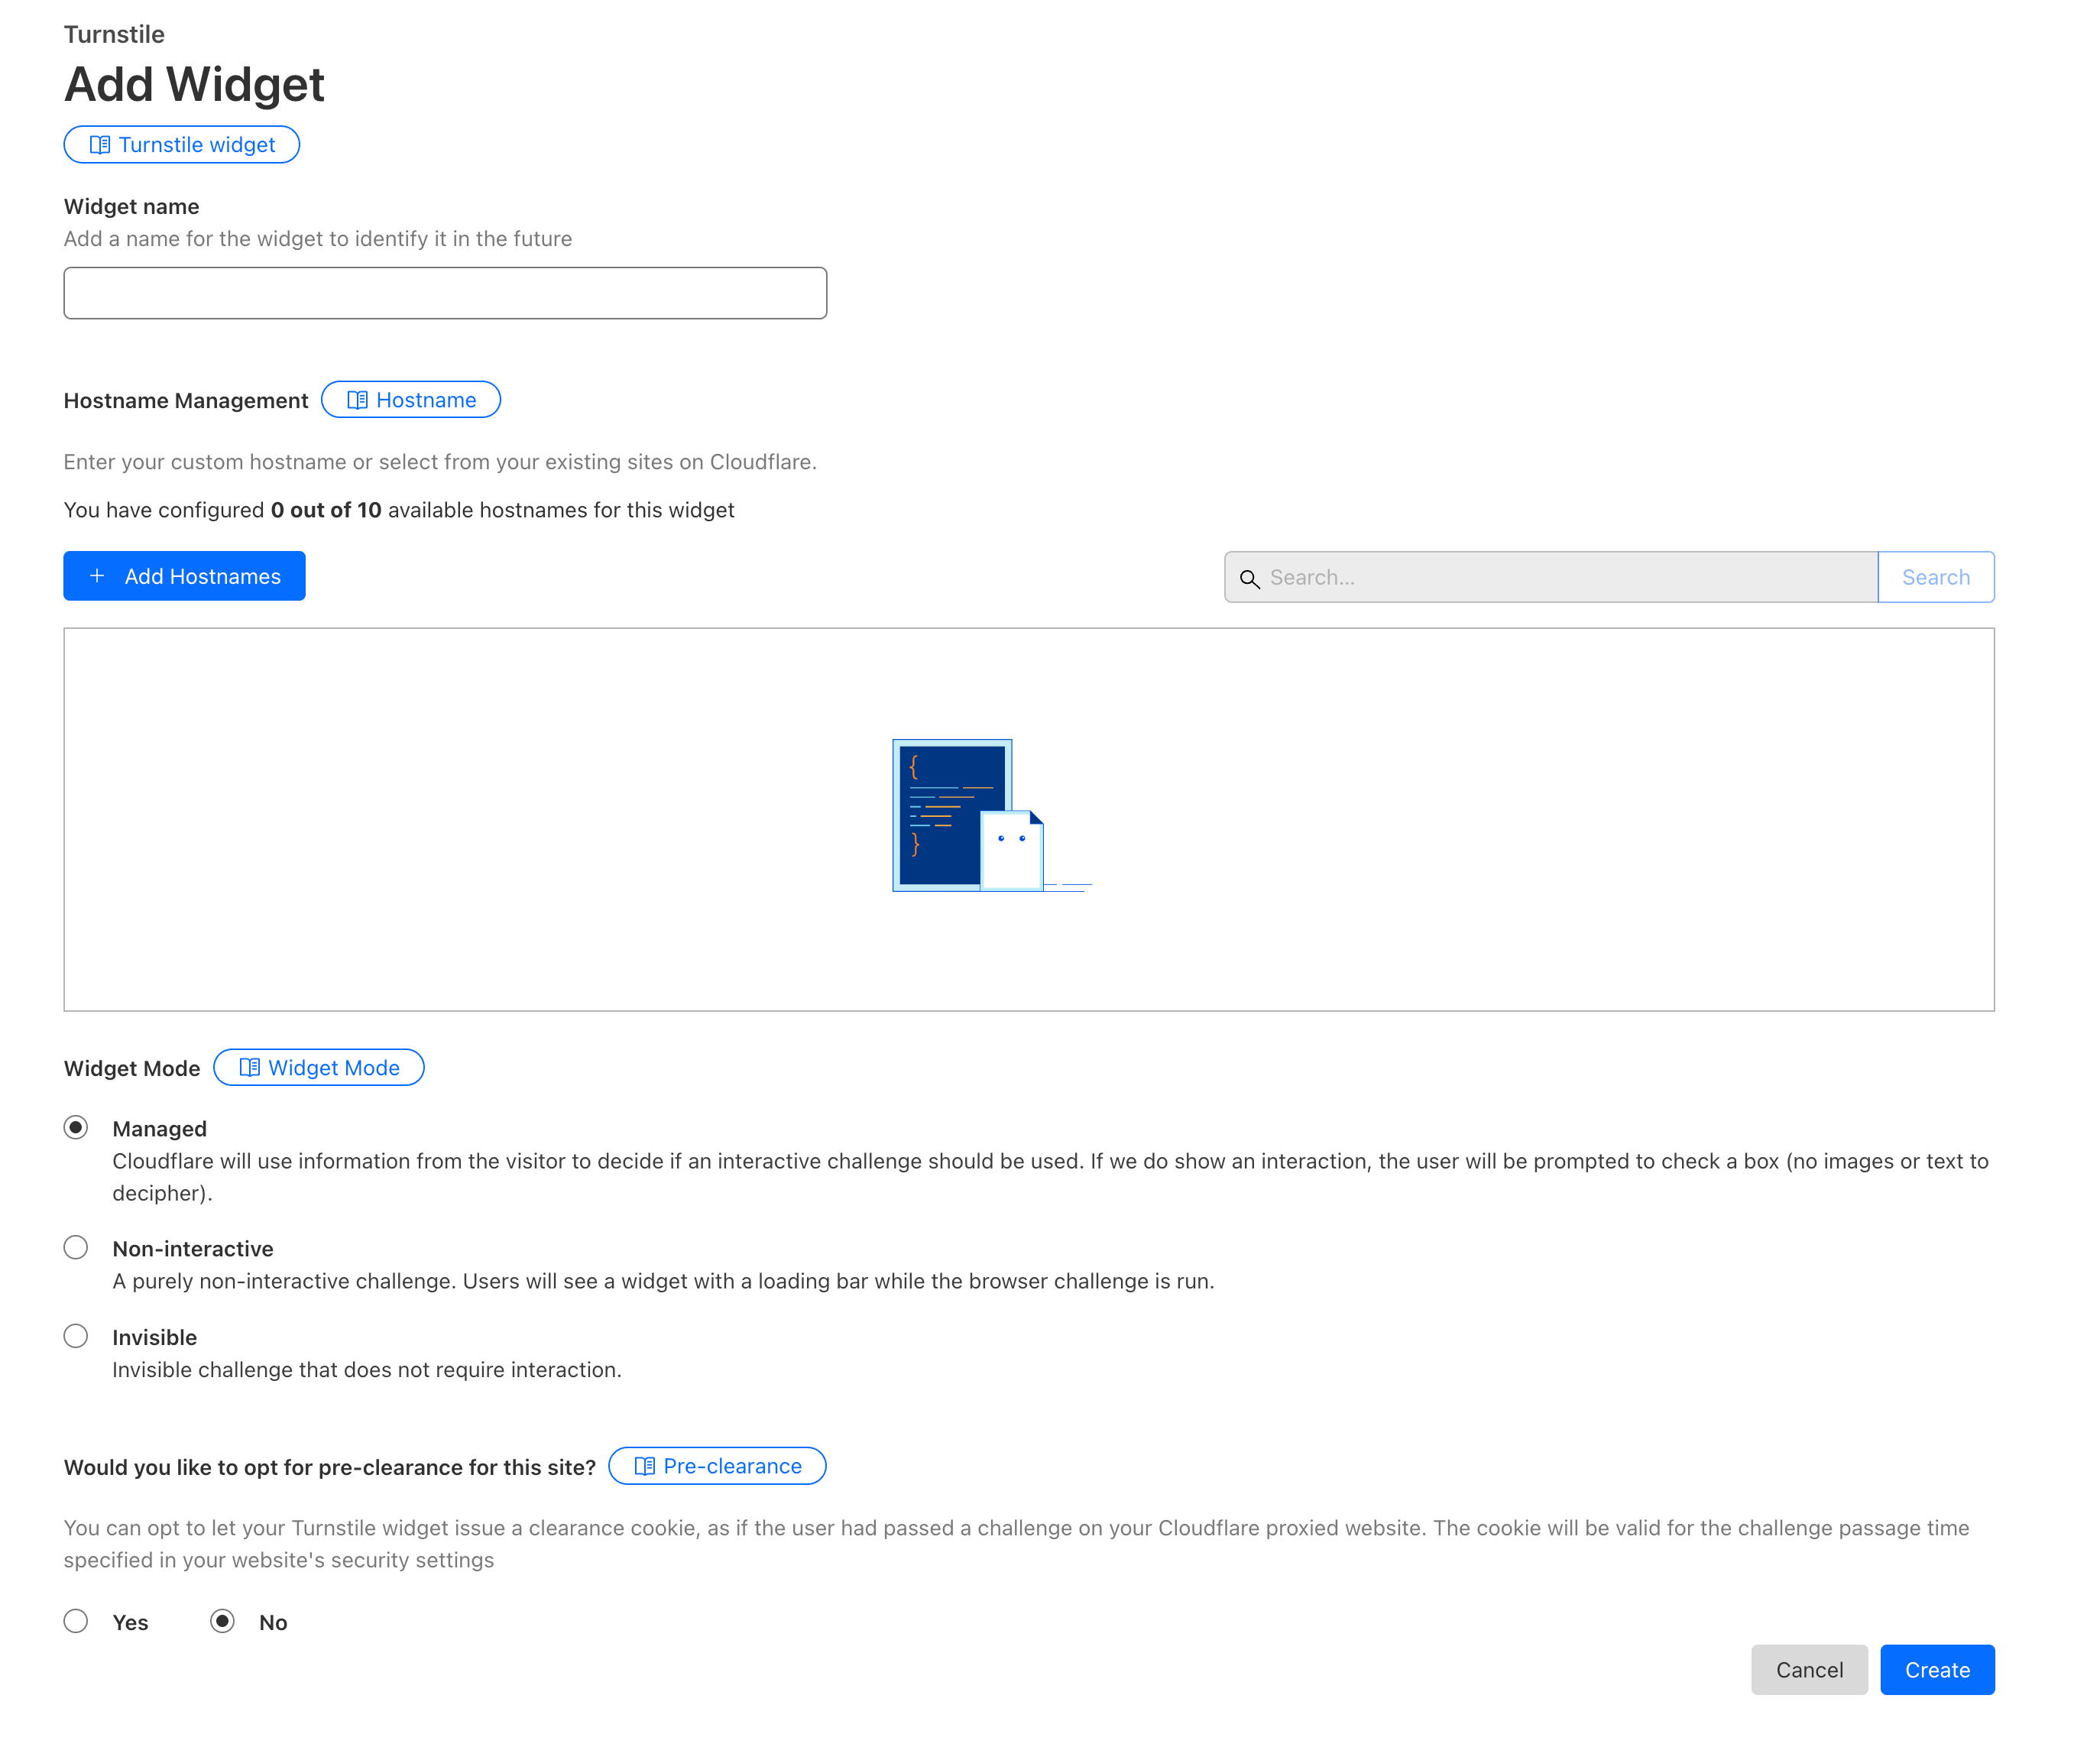 Turnstile
Add Widget
Turnstile widget
Widget name
Add a name for the widget to identify it in the future
Hostname Management Hostname
Enter your custom hostname or select from your existing sites on Cloudflare.
You have configured 0 out of 10 available hostnames for this widget
+ Add Hostnames Search... Search
{
}
Widget Mode Widget Mode
Managed
Cloudflare will use information from the visitor to decide if an interactive challenge should be used. If we do show an interaction, the user will be prompted to check a box (no images or text to
decipher).
Non-interactive
A purely non-interactive challenge. Users will see a widget with a loading bar while the browser challenge is run.
Invisible
Invisible challenge that does not require interaction.
Would you like to opt for pre-clearance for this site? Pre-clearance
You can opt to let your Turnstile widget issue a clearance cookie, as if the user had passed a challenge on your Cloudflare proxied website. The cookie will be valid for the challenge passage time
specified in your website's security settings
Yes No
Cancel Create